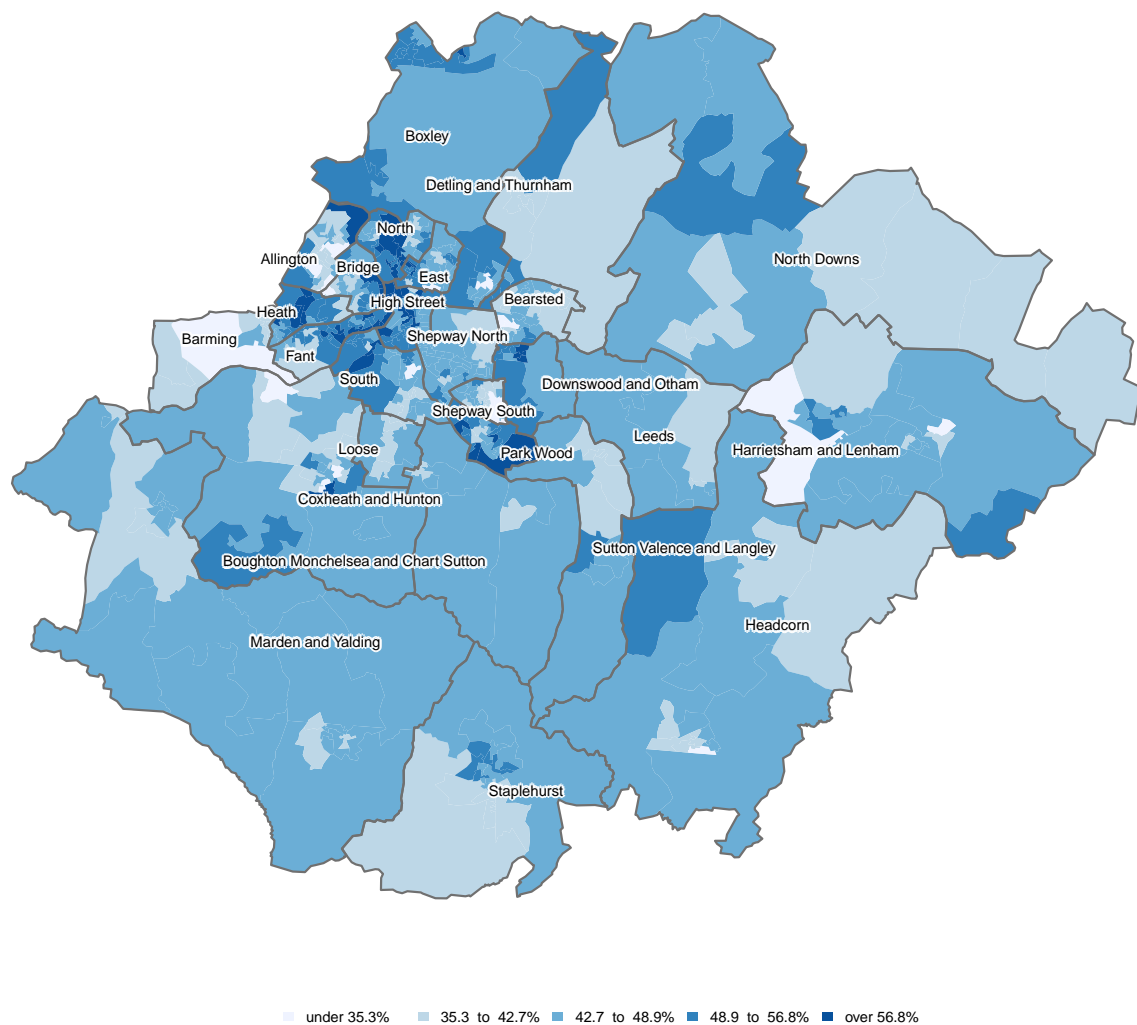 Boxley
Detling and Thurnham
North
Allington
Bridge
East
North Downs
Heath
High Street
Bearsted
Barming
Shepway North
Fant
South
Downswood and Otham
Shepway South
Leeds
Loose
Park Wood
Harrietsham and Lenham
Coxheath and Hunton
Sutton Valence and Langley
Boughton Monchelsea and Chart Sutton
Headcorn
Marden and Yalding
Staplehurst
under 35.3% 35.3 to 42.7% 42.7 to 48.9% 48.9 to 56.8% over 56.8%